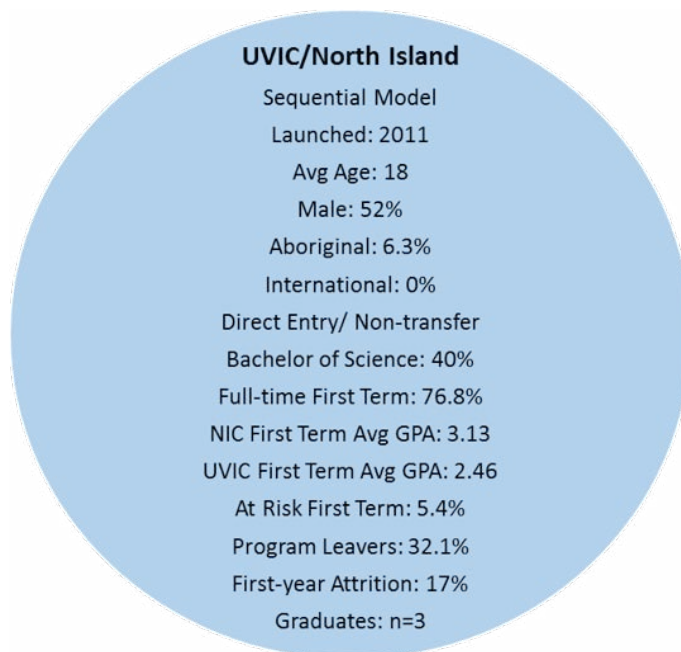 UVIC/North Island
Sequential Model
Launched: 2011
Avg Age: 18
Male: 52%
Aboriginal: 6.3%
International: 0%
Direct Entry/ Non-transfer
Bachelor of Science: 40%
Full-time First Term: 76.8%
NIC First Term Avg GPA: 3.13
UVIC First Term Avg GPA: 2.46
At Risk First Term: 5.4%
Program Leavers: 32.1%
First-year Attrition: 17%
Graduates: n=3